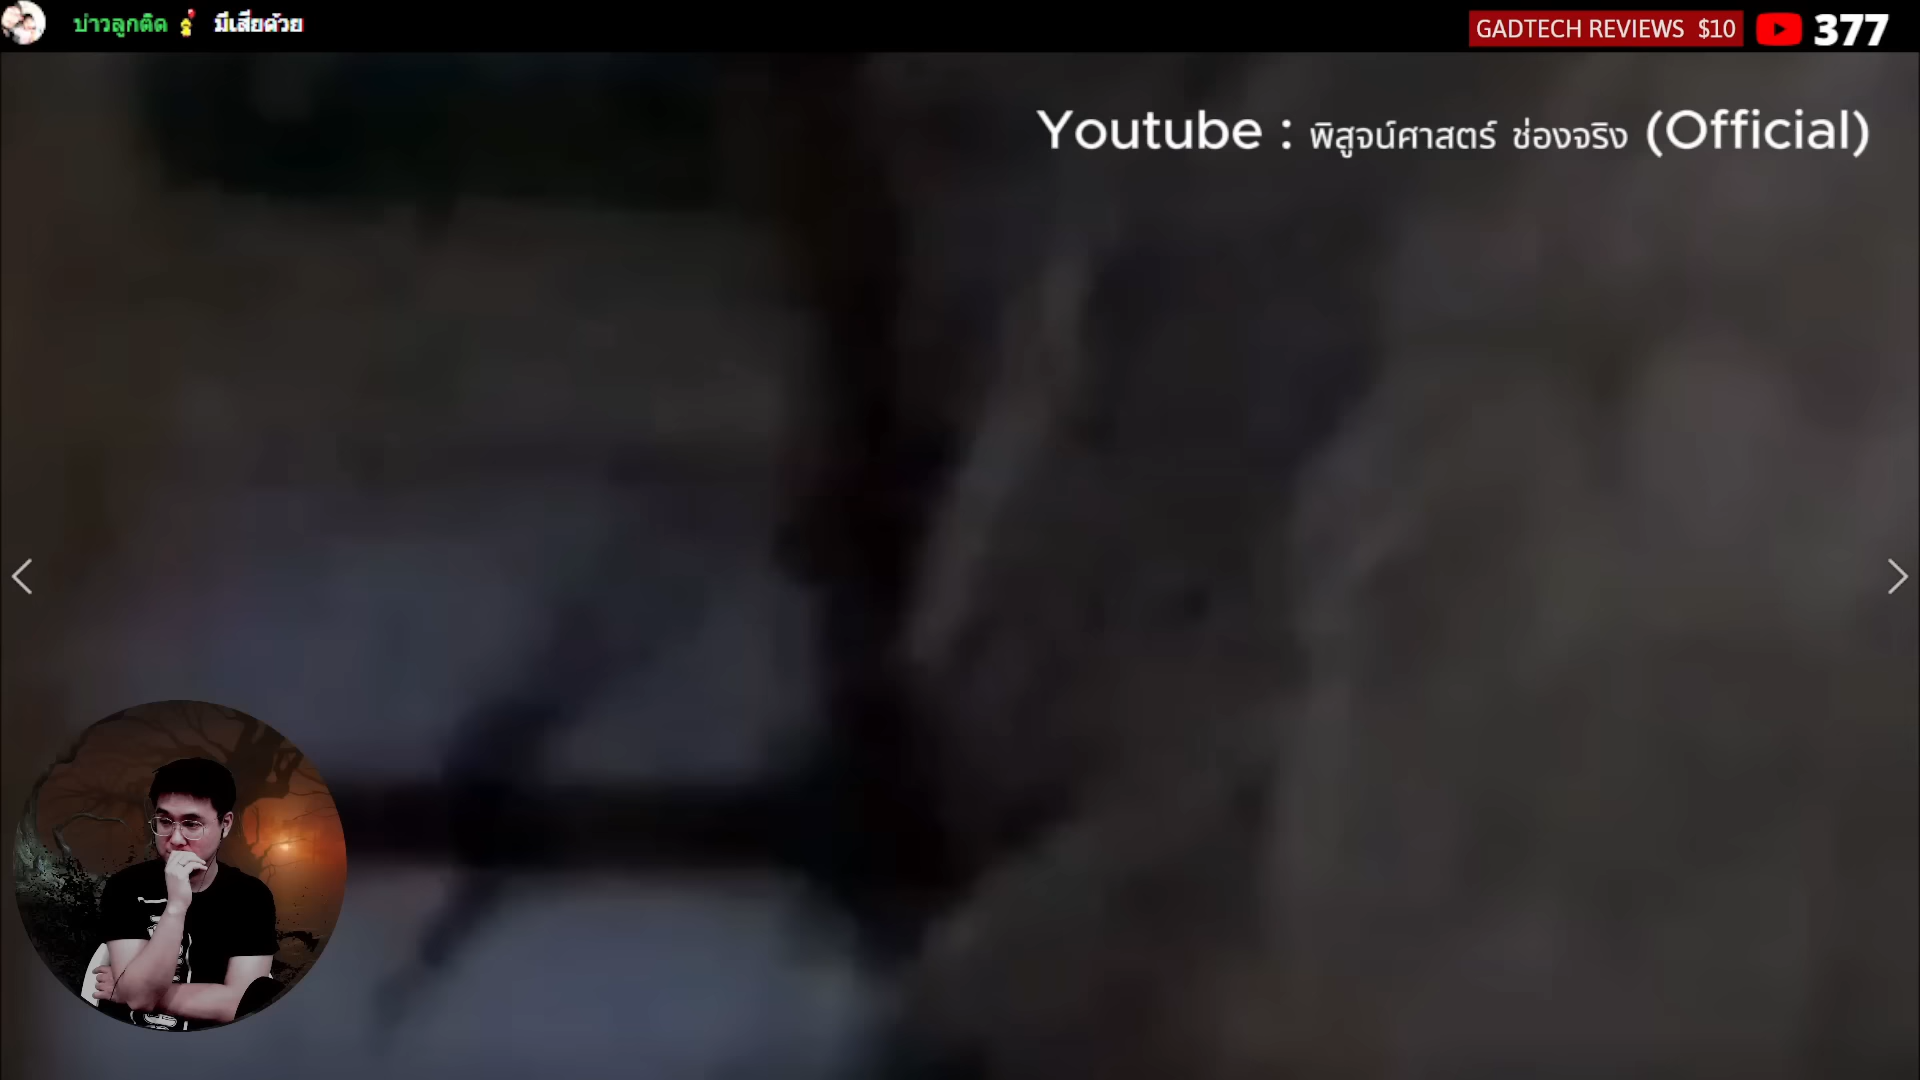 บ่าวลูกติด มีเสียด้วย
GADTECH REVIEWS $10 377
Youtube : พิสูจน์ศาสตร์ ช่องจริง (Official)